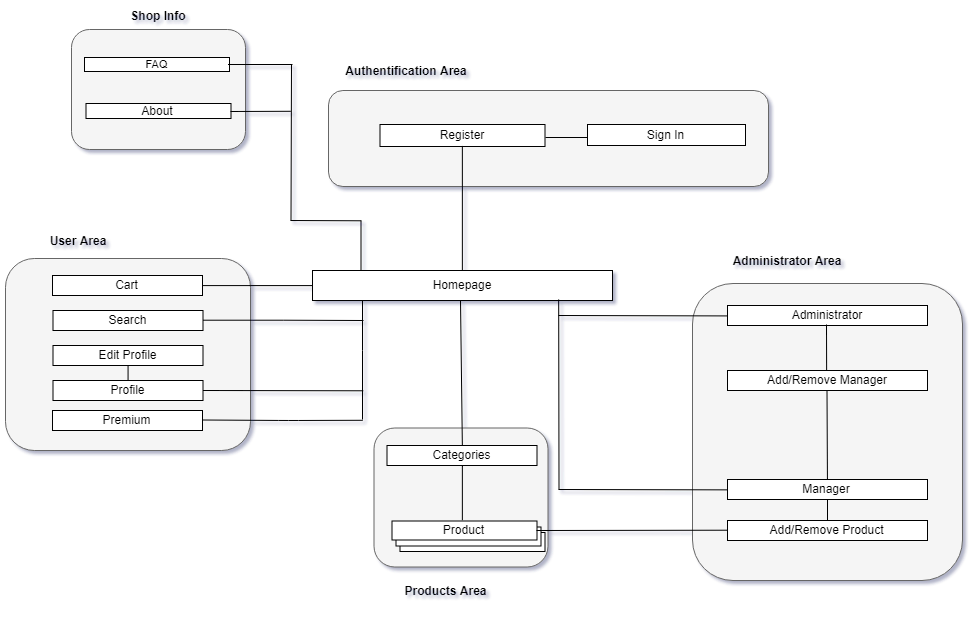 Shop Info
FAQ
About
Authentification Area
Register
Sign In
User Area
Cart
Search
Edit Profile
Profile
Premium
Homepage
Administrator Area
Administrator
Add/Remove Manager
Manager
Add/Remove Product
Categories
Product
Products Area